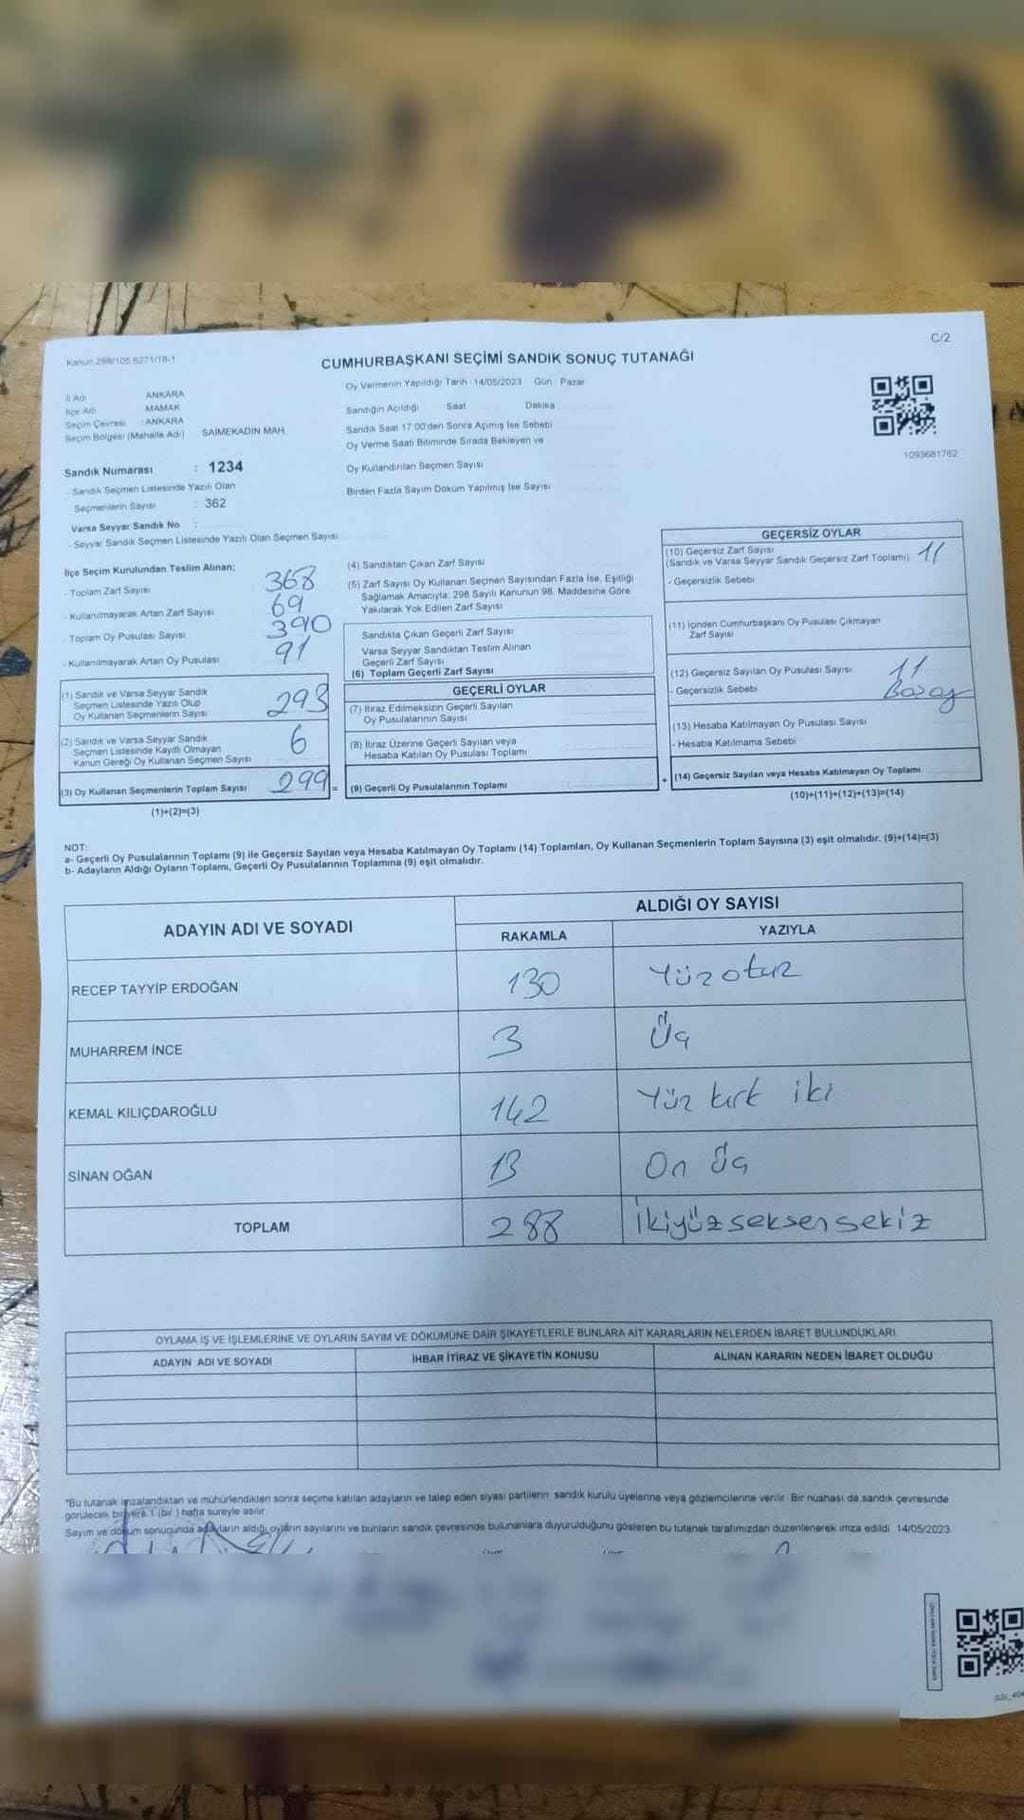 Kanun 298/105 6271/18-1
C/2
CUMHURBAŞKANI SEÇİMİ SANDIK SONUÇ TUTANAĞI
İl Adı ANKARA
İlçe Adı MAMAK
Seçim Çevresi : ANKARA
Seçim Bölgesi (Mahalle Adı) SAİMEKADIN MAH.
Sandık Numarası : 1234
- Sandık Seçmen Listesinde Yazılı Olan
Seçmenlerin Sayısı : 362
Varsa Seyyar Sandık No :
- Seyyar Sandık Seçmen Listesinde Yazılı Olan Seçmen Sayısı
Oy Vermenin Yapıldığı Tarih : 14/05/2023 Gün : Pazar
Sandığın Açıldığı Saat Dakika
Sandık Saat 17:00'den Sonra Açımış İse Sebebi
Oy Verme Saati Bitiminde Sırada Bekleyen ve
Oy Kullandırılan Seçmen Sayısı
Birden Fazla Sayım Döküm Yapılmış İse Sayısı
1093681762
İlçe Seçim Kurulundan Teslim Alınan;
- Toplam Zarf Sayısı 368
- Kullanılmayarak Artan Zarf Sayısı 69
- Toplam Oy Pusulası Sayısı 390
- Kullanılmayarak Artan Oy Pusulası 91
(1) Sandık ve Varsa Seyyar Sandık
Seçmen Listesinde Yazılı Olup
Oy Kullanan Seçmenlerin Sayısı 293
(2) Sandık ve Varsa Seyyar Sandık
Seçmen Listesinde Kayıtlı Olmayan
Kanun Gereği Oy Kullanan Seçmen Sayısı 6
(3) Oy Kullanan Seçmenlerin Toplam Sayısı 299 =
(1)+(2)=(3)
(4) Sandıktan Çıkan Zarf Sayısı
(5) Zarf Sayısı Oy Kullanan Seçmen Sayısından Fazla İse, Eşitliği
Sağlamak Amacıyla; 298 Sayılı Kanunun 98. Maddesine Göre
Yakılarak Yok Edilen Zarf Sayısı
Sandıkta Çıkan Geçerli Zarf Sayısı
Varsa Seyyar Sandıktan Teslim Alınan
Geçerli Zarf Sayısı
(6) Toplam Geçerli Zarf Sayısı
GEÇERLİ OYLAR
(7) İtiraz Edilmeksizin Geçerli Sayılan
Oy Pusulalarının Sayısı
(8) İtiraz Üzerine Geçerli Sayılan veya
Hesaba Katılan Oy Pusulası Toplamı
(9) Geçerli Oy Pusulalarının Toplamı +
GEÇERSİZ OYLAR
(10) Geçersiz Zarf Sayısı
(Sandık ve Varsa Seyyar Sandık Geçersiz Zarf Toplamı) 11
- Geçersizlik Sebebi
(11) İçinden Cumhurbaşkanı Oy Pusulası Çıkmayan
Zarf Sayısı
(12) Geçersiz Sayılan Oy Pusulası Sayısı 11
- Geçersizlik Sebebi
(13) Hesaba Katılmayan Oy Pusulası Sayısı
- Hesaba Katılmama Sebebi
(14) Geçersiz Sayılan veya Hesaba Katılmayan Oy Toplamı
(10)+(11)+(12)+(13)=(14)
NOT:
a- Geçerli Oy Pusulalarının Toplamı (9) ile Geçersiz Sayılan veya Hesaba Katılmayan Oy Toplamı (14) Toplamları, Oy Kullanan Seçmenlerin Toplam Sayısına (3) eşit olmalıdır. (9)+(14)=(3)
b- Adayların Aldığı Oyların Toplamı, Geçerli Oy Pusulalarının Toplamına (9) eşit olmalıdır.
ADAYIN ADI VE SOYADI ALDIĞI OY SAYISI
RAKAMLA YAZIYLA
RECEP TAYYİP ERDOĞAN 130 Yüzotuz
MUHARREM İNCE 3 Üç
KEMAL KILIÇDAROĞLU 142 Yüz kırk iki
SİNAN OĞAN 13 On üç
TOPLAM 288 İkiyüzseksensekiz
OYLAMA İŞ VE İŞLEMLERİNE VE OYLARIN SAYIM VE DÖKÜMÜNE DAİR ŞİKAYETLERLE BUNLARA AİT KARARLARIN NELERDEN İBARET BULUNDUKLARI
ADAYIN ADI VE SOYADI İHBAR İTİRAZ VE ŞİKAYETİN KONUSU ALINAN KARARIN NEDEN İBARET OLDUĞU
*Bu tutanak imzalandıktan ve mühürlendikten sonra seçime katılan adayların ve talep eden siyasi partilerin sandık kurulu üyelerine veya gözlemcilerine verilir. Bir nüshası da sandık çevresinde
görülecek bir yere 1 (bir) hafta süreyle asılır.
Sayım ve döküm sonucunda adayların aldığı oyların sayılarını ve bunların sandık çevresinde bulunanlara duyurulduğunu gösteren bu tutanak tarafımızdan düzenlenerek imza edildi. 14/05/2023